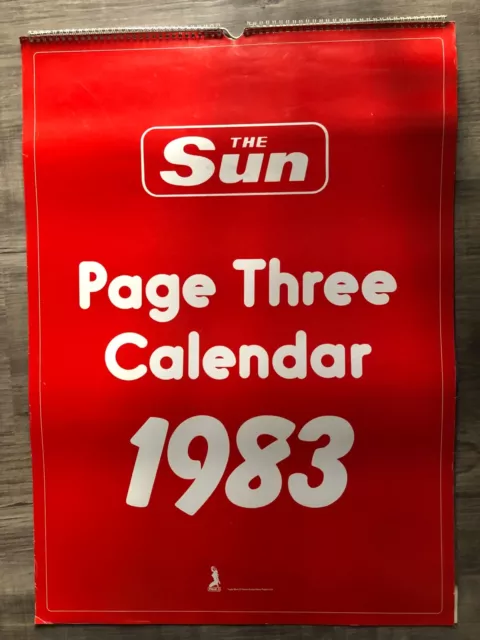 THE
Sun
Page Three
Calendar
1983